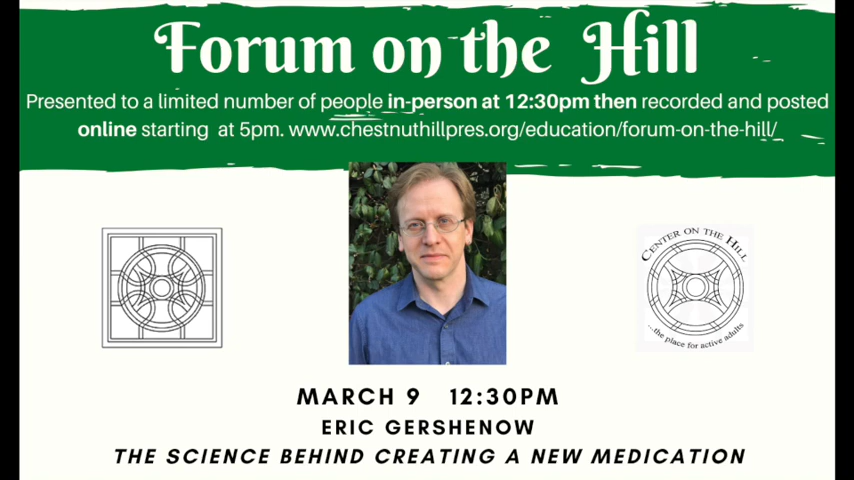 Forum on the Hill
Presented to a limited number of people in-person at 12:30pm then recorded and posted
online starting at 5pm. www.chestnuthillpres.org/education/forum-on-the-hill/
CENTER ON THE HILL
...the place for active adults
MARCH 9 12:30PM
ERIC GERSHENOW
THE SCIENCE BEHIND CREATING A NEW MEDICATION